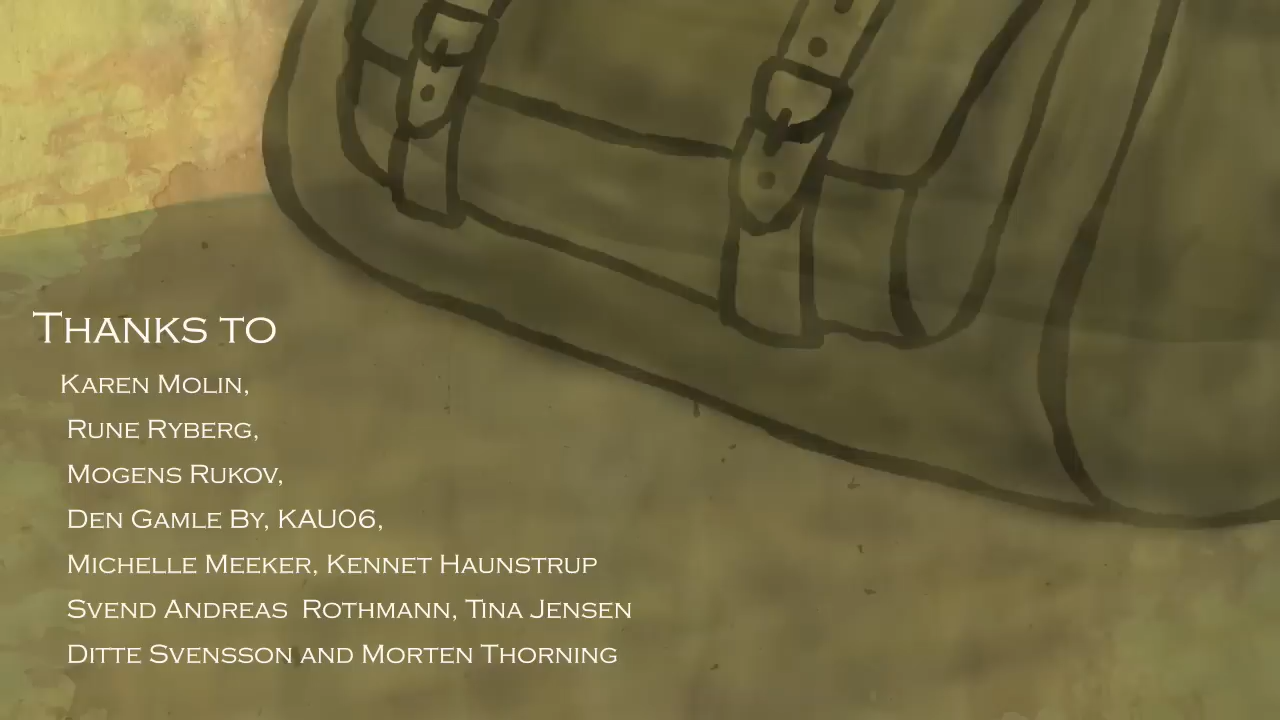 Thanks to
Karen Molin,
Rune Ryberg,
Mogens Rukov,
Den Gamle By, KAU06,
Michelle Meeker, Kennet Haunstrup
Svend Andreas Rothmann, Tina Jensen
Ditte Svensson and Morten Thorning